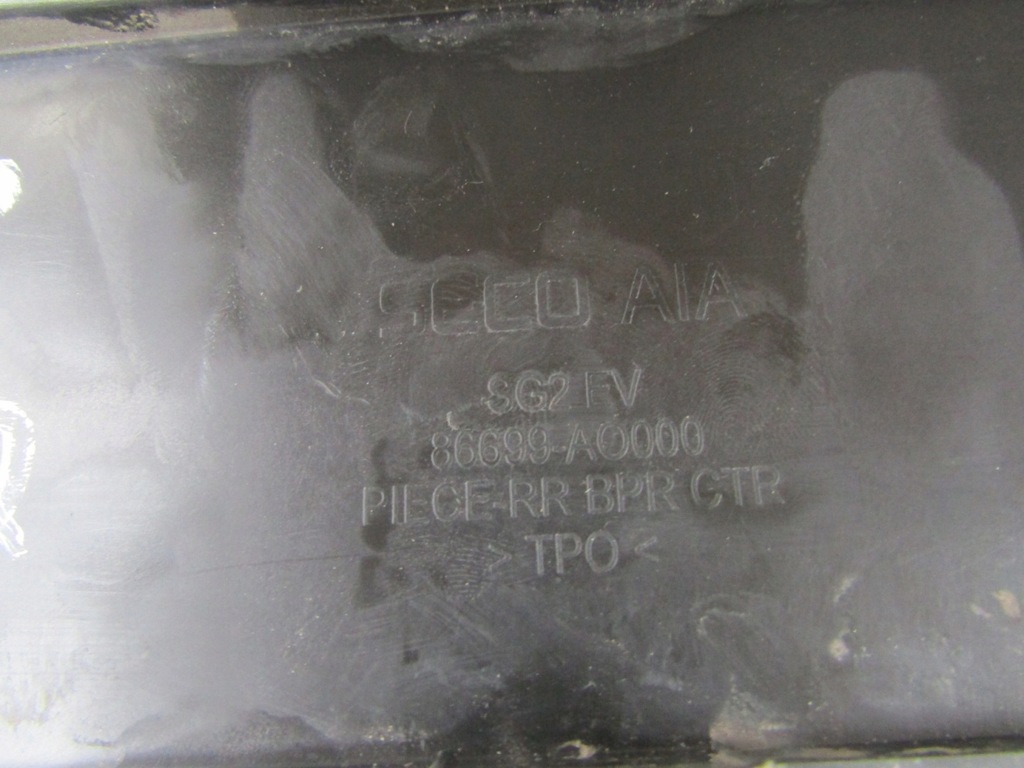 SECO AIA
SG2 EV
86699-AO000
PIECE-RR BPR CTR
> TPO <